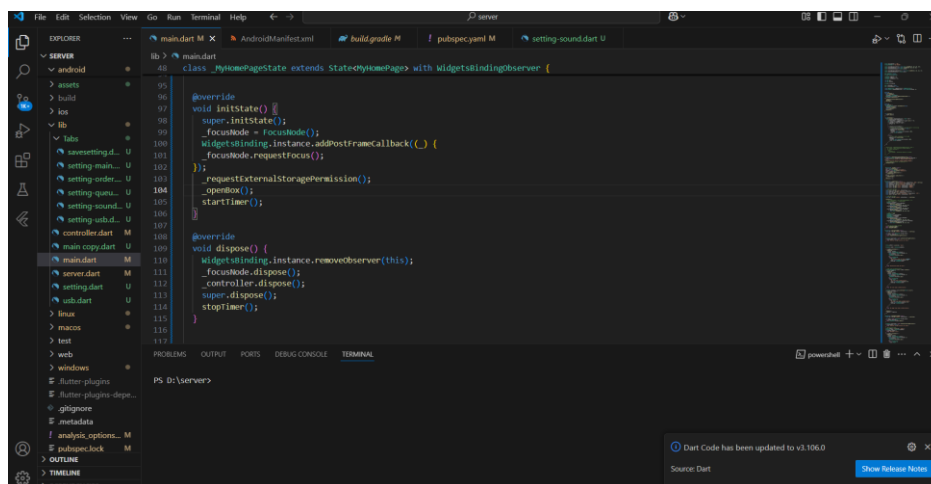 File Edit Selection View Go Run Terminal Help
server
EXPLORER
SERVER
android
assets
build
ios
lib
Tabs
savesetting.d... U
setting-main.... U
setting-order... U
setting-queu... U
setting-sound... U
setting-usb.d... U
controller.dart M
main copy.dart U
main.dart M
server.dart M
setting.dart U
usb.dart U
linux
macos
test
web
windows
.flutter-plugins
.flutter-plugins-depe...
.gitignore
.metadata
analysis_options... M
pubspec.lock M
OUTLINE
TIMELINE
main.dart M
AndroidManifest.xml
build.gradle M
pubspec.yaml M
setting-sound.dart U
lib > main.dart
48 class _MyHomePageState extends State<MyHomePage> with WidgetsBindingObserver {
95
96 @override
97 void initState() {
98 super.initState();
99 _focusNode = FocusNode();
100 WidgetsBinding.instance.addPostFrameCallback((_) {
101 _focusNode.requestFocus();
102 });
103 _requestExternalStoragePermission();
104 _openBox();
105 startTimer();
106 }
107
108 @override
109 void dispose() {
110 WidgetsBinding.instance.removeObserver(this);
111 _focusNode.dispose();
112 _controller.dispose();
113 super.dispose();
114 stopTimer();
115 }
116
117
PROBLEMS OUTPUT PORTS DEBUG CONSOLE TERMINAL
powershell
PS D:\server>
Dart Code has been updated to v3.106.0
Source: Dart
Show Release Notes